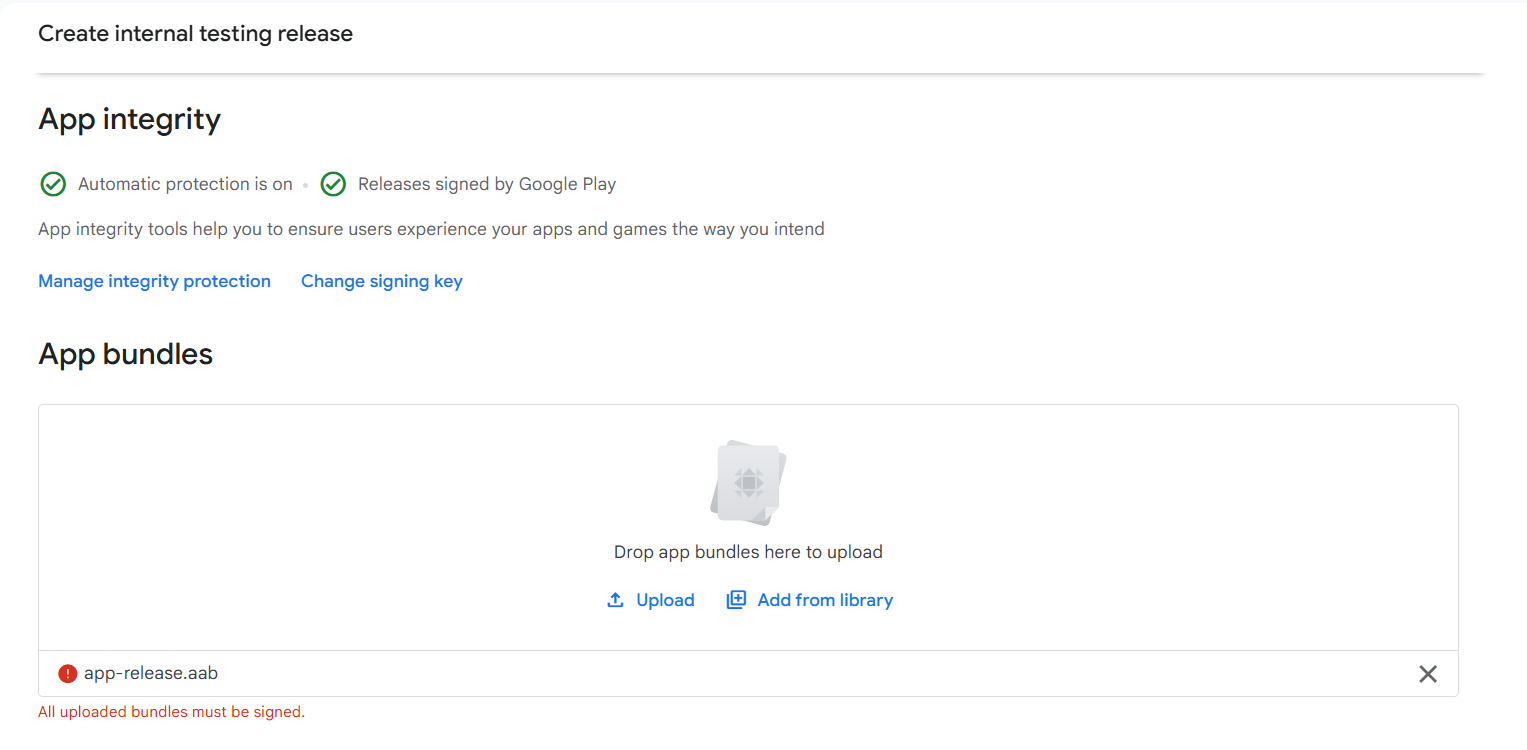 Create internal testing release
App integrity
Automatic protection is on • Releases signed by Google Play
App integrity tools help you to ensure users experience your apps and games the way you intend
Manage integrity protection Change signing key
App bundles
Drop app bundles here to upload
Upload Add from library
app-release.aab
All uploaded bundles must be signed.